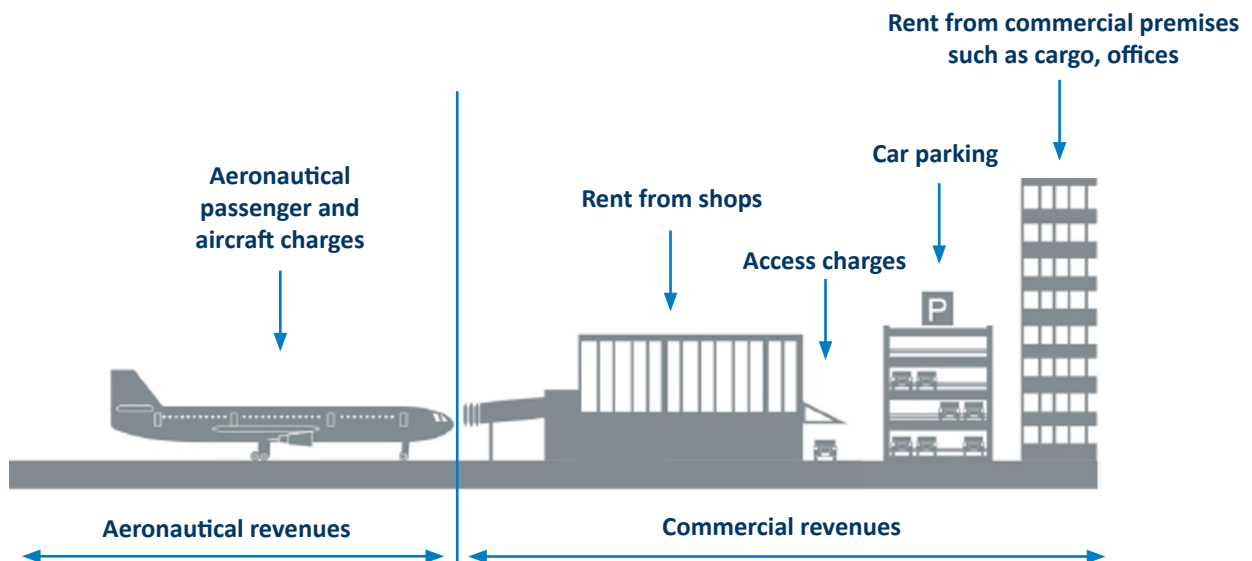 Rent from commercial premises
such as cargo, offices
Car parking
Aeronautical
passenger and
aircraft charges
Rent from shops
Access charges
P
Aeronautical revenues
Commercial revenues